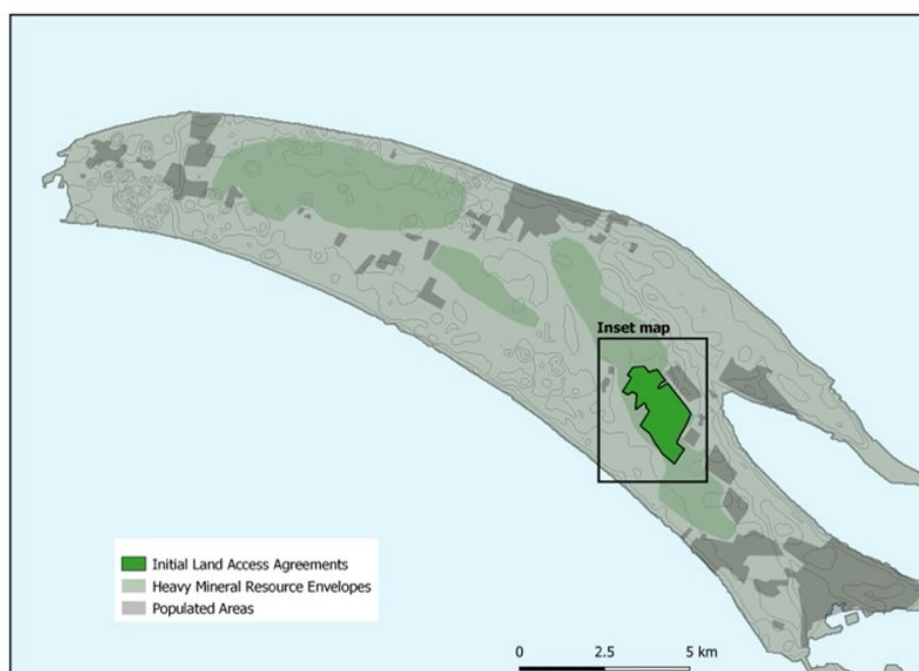 Inset map
Initial Land Access Agreements
Heavy Mineral Resource Envelopes
Populated Areas
0 2.5 5 km